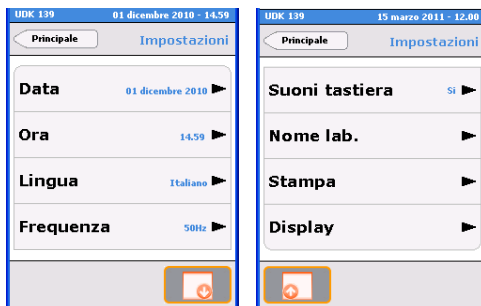 UDK 139 01 dicembre 2010 - 14.59
Principale Impostazioni
Data 01 dicembre 2010
Ora 14.59
Lingua Italiano
Frequenza 50Hz
UDK 139 15 marzo 2011 - 12.00
Principale Impostazioni
Suoni tastiera Si
Nome lab.
Stampa
Display